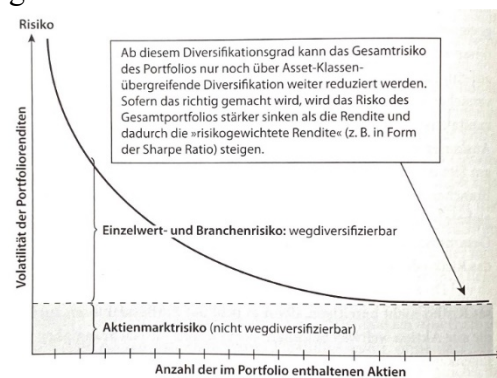 Risiko
Ab diesem Diversifikationsgrad kann das Gesamtrisiko
des Portfolios nur noch über Asset-Klassen-
übergreifende Diversifikation weiter reduziert werden.
Sofern das richtig gemacht wird, wird das Risko des
Gesamtportfolios stärker sinken als die Rendite und
dadurch die »risikogewichtete Rendite« (z. B. in Form
der Sharpe Ratio) steigen.
Volatilität der Portfoliorenditen
Einzelwert- und Branchenrisiko: wegdiversifizierbar
Aktienmarktrisiko (nicht wegdiversifizierbar)
Anzahl der im Portfolio enthaltenen Aktien